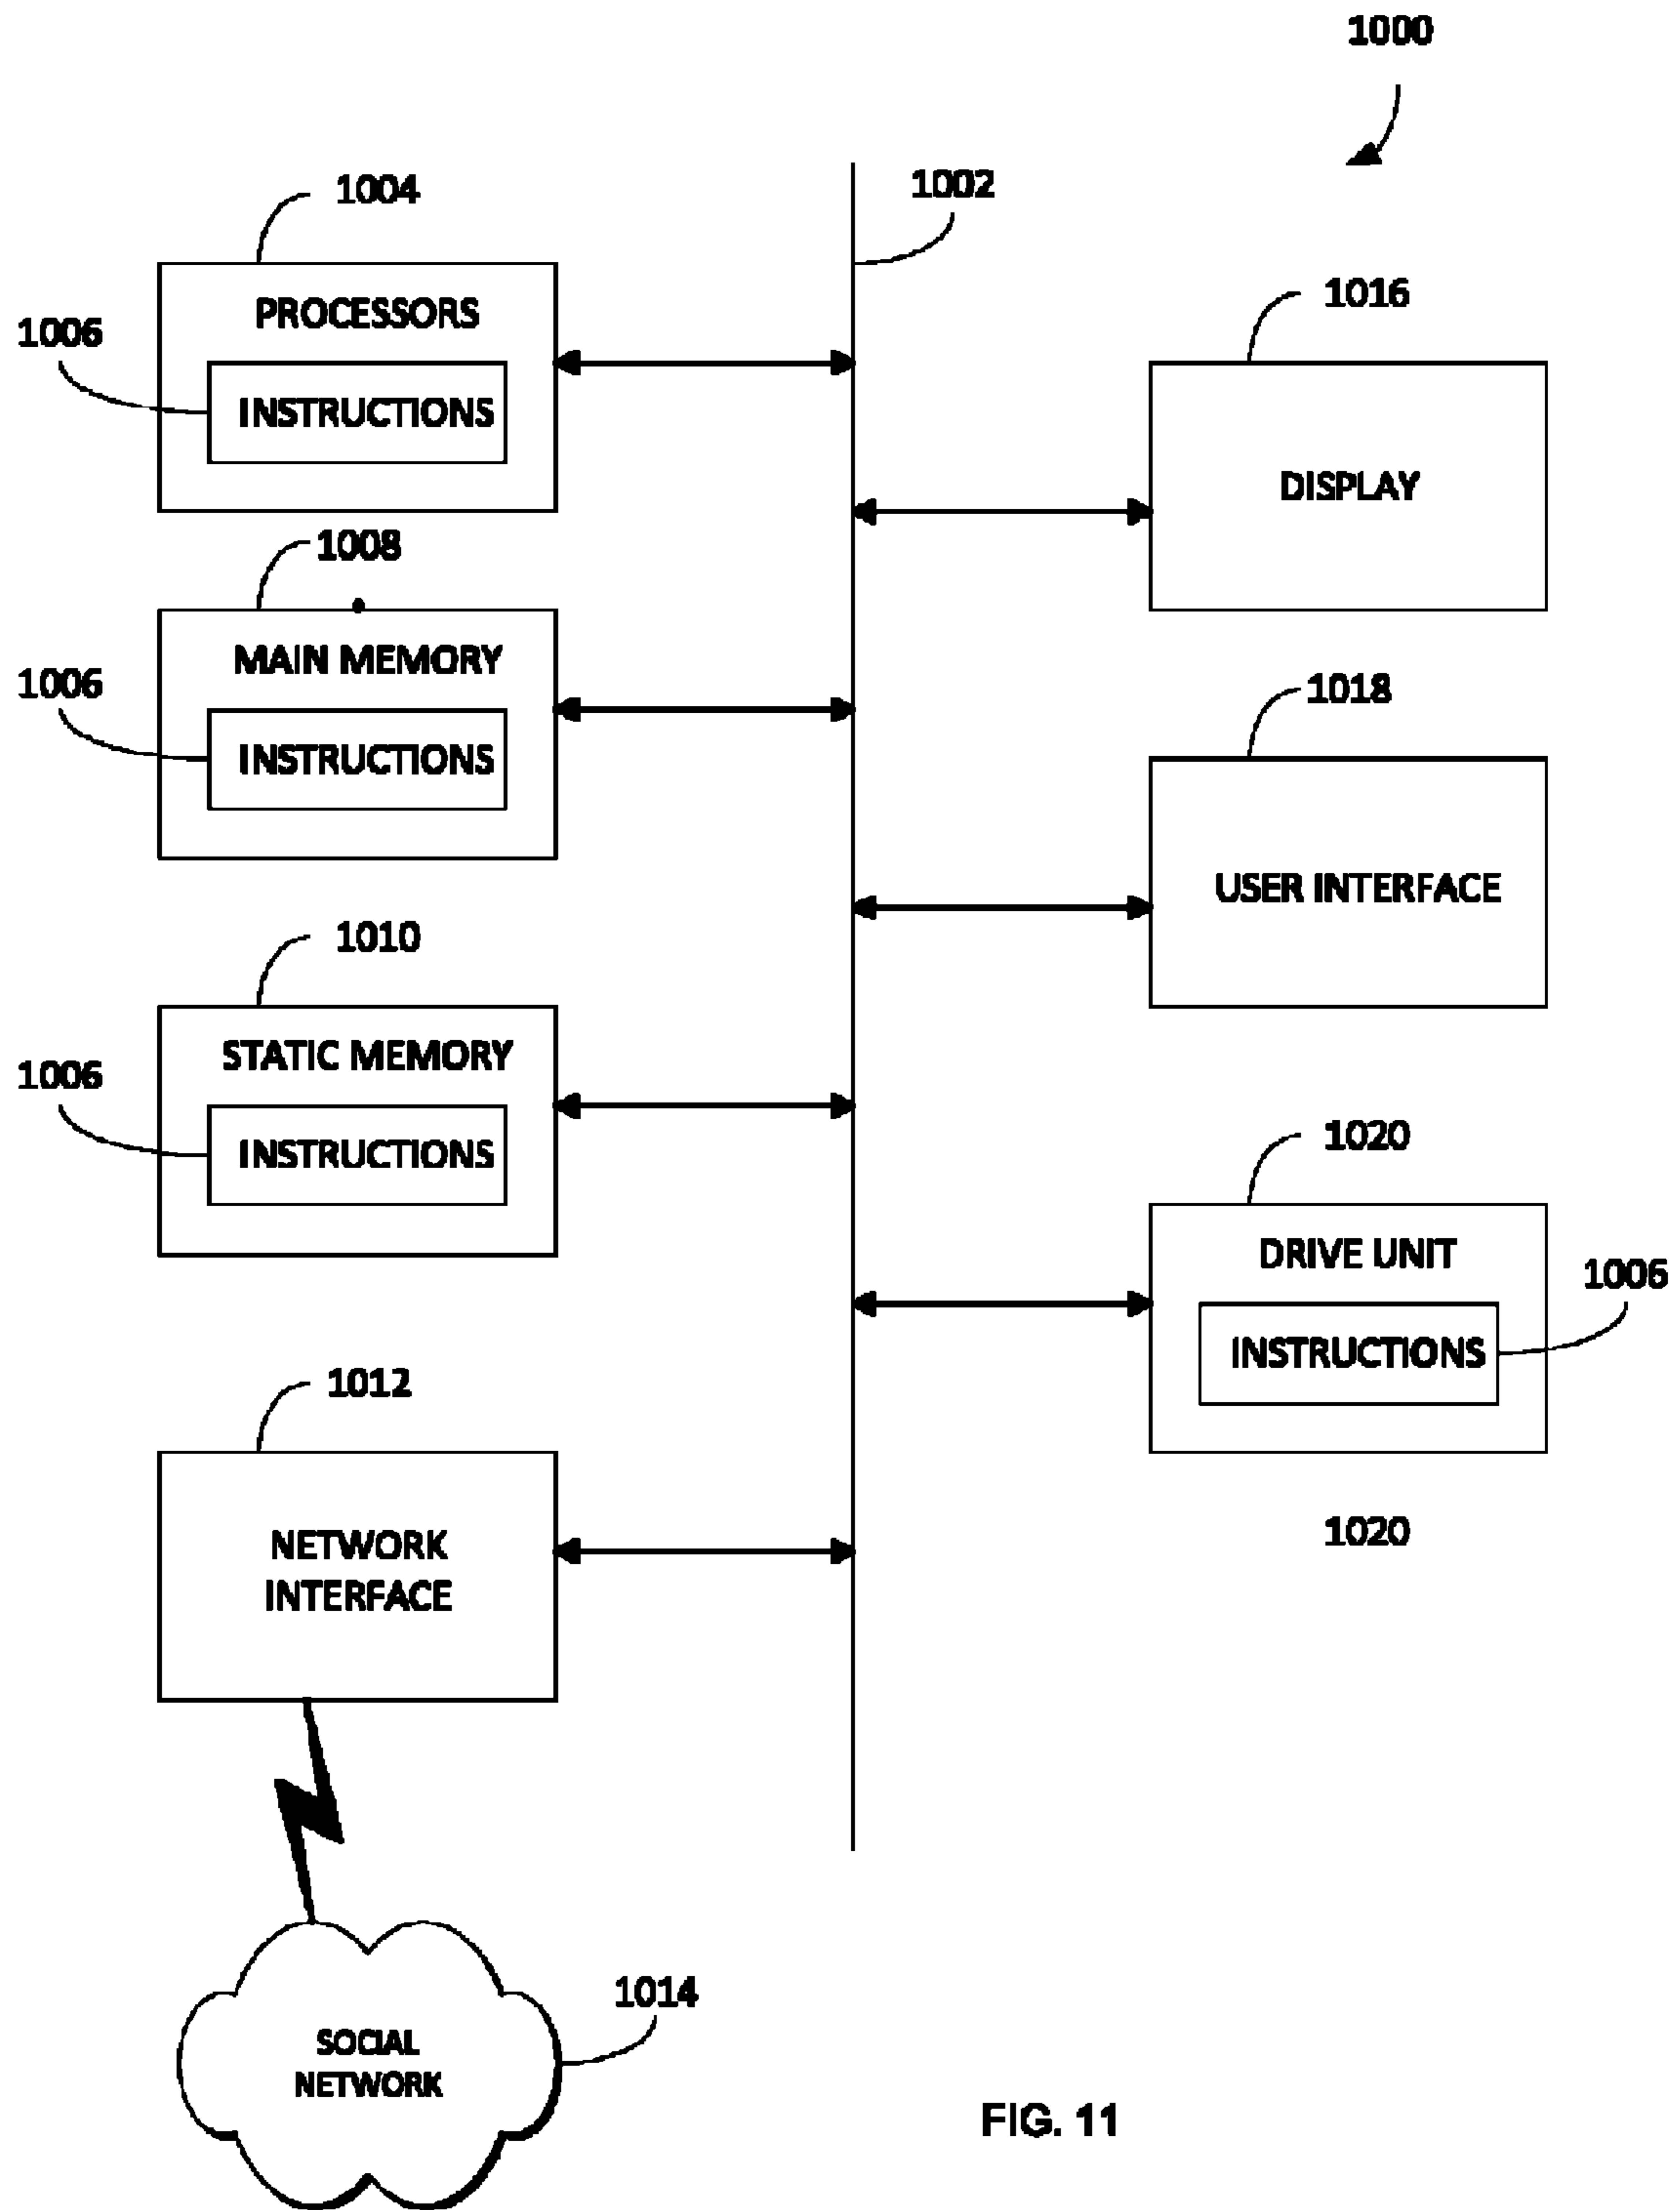 1000
1004
1002
PROCESSORS
1016
1006
INSTRUCTIONS
DISPLAY
1008
MAIN MEMORY
1006
1018
INSTRUCTIONS
USER INTERFACE
1010
STATIC MEMORY
1006
1020
INSTRUCTIONS
DRIVE UNIT
1006
INSTRUCTIONS
1012
1020
NETWORK
INTERFACE
1014
SOCIAL
NETWORK
FIG. 11